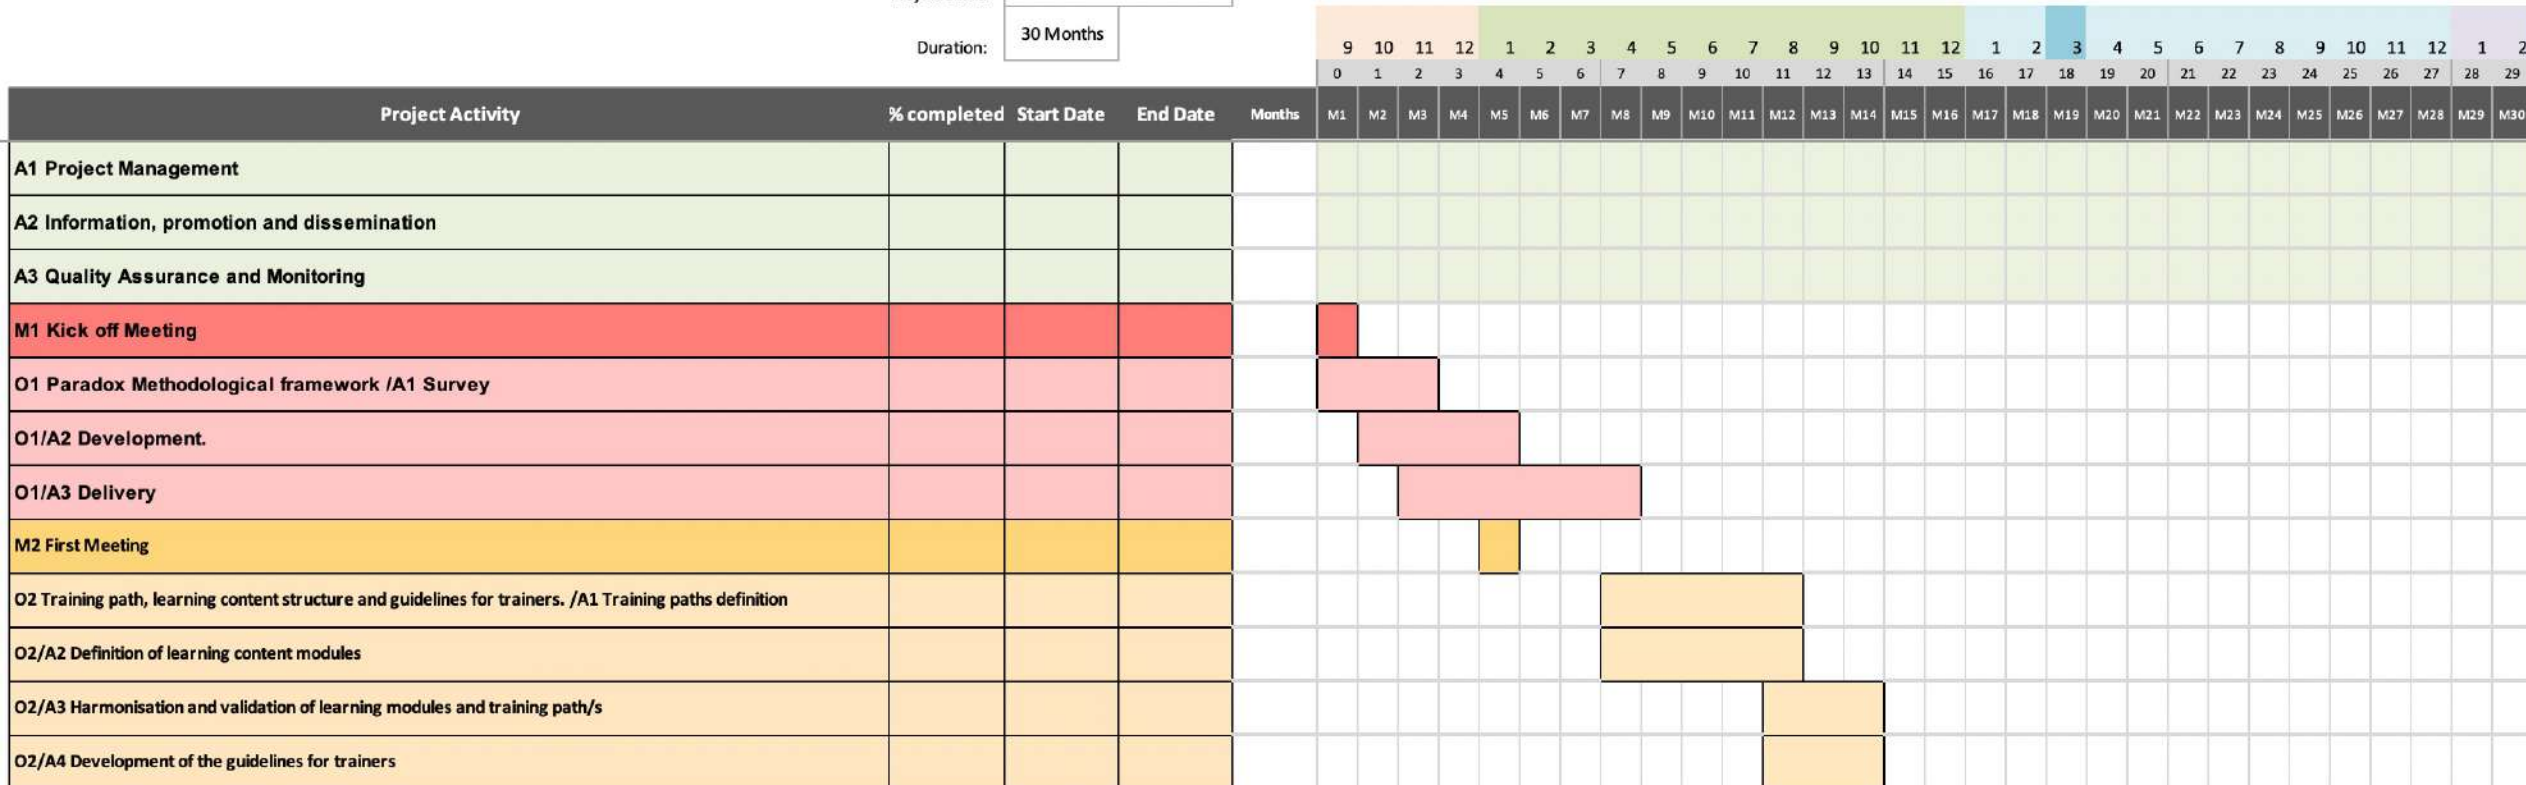 30 Months
Duration:
9 10 11 12 1 2 3 4 5 6 7 8 9 10 11 12 1 2 3 4 5 6 7 8 9 10 11 12 1 2
0 1 2 3 4 5 6 7 8 9 10 11 12 13 14 15 16 17 18 19 20 21 22 23 24 25 26 27 28 29
Project Activity % completed Start Date End Date Months M1 M2 M3 M4 M5 M6 M7 M8 M9 M10 M11 M12 M13 M14 M15 M16 M17 M18 M19 M20 M21 M22 M23 M24 M25 M26 M27 M28 M29 M30
A1 Project Management
A2 Information, promotion and dissemination
A3 Quality Assurance and Monitoring
M1 Kick off Meeting
O1 Paradox Methodological framework /A1 Survey
O1/A2 Development.
O1/A3 Delivery
M2 First Meeting
O2 Training path, learning content structure and guidelines for trainers. /A1 Training paths definition
O2/A2 Definition of learning content modules
O2/A3 Harmonisation and validation of learning modules and training path/s
O2/A4 Development of the guidelines for trainers